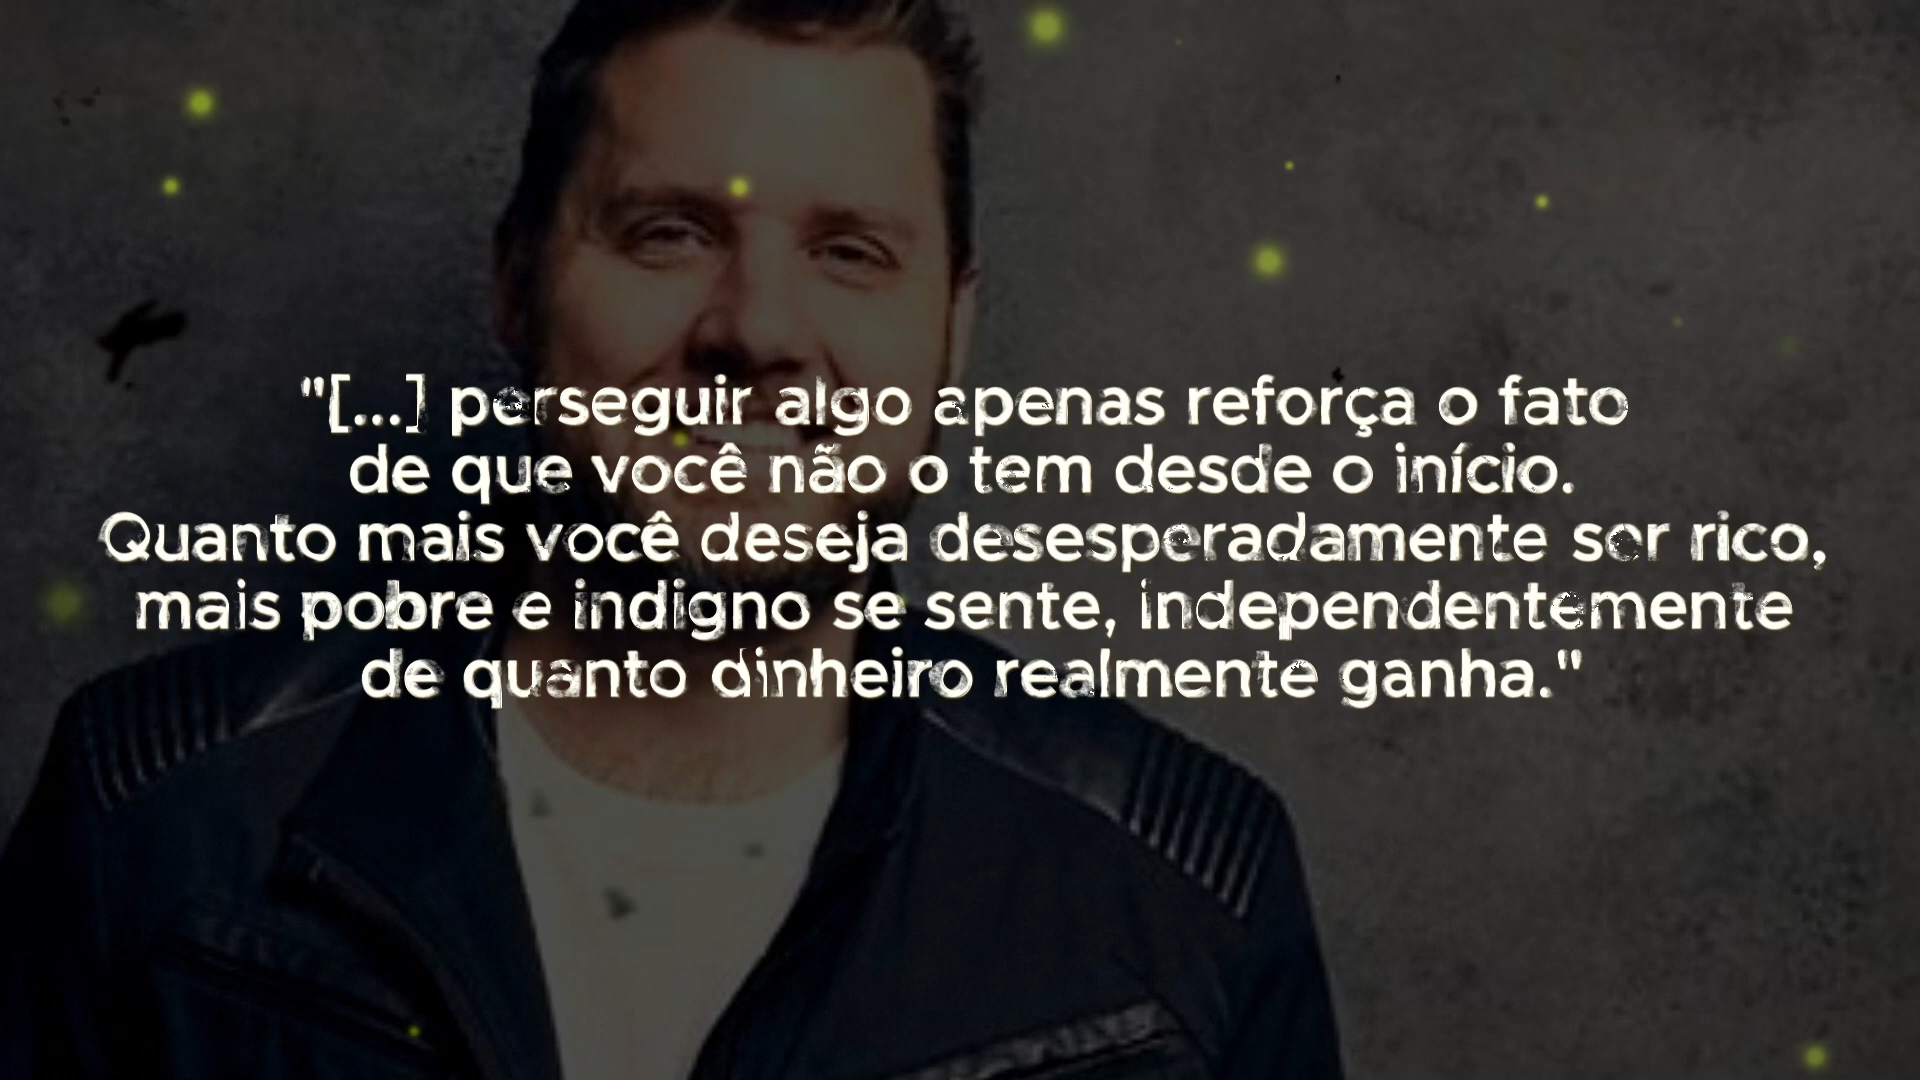 "[...] perseguir algo apenas reforça o fato
de que você não o tem desde o início.
Quanto mais você deseja desesperadamente ser rico,
mais pobre e indigno se sente, independentemente
de quanto dinheiro realmente ganha."